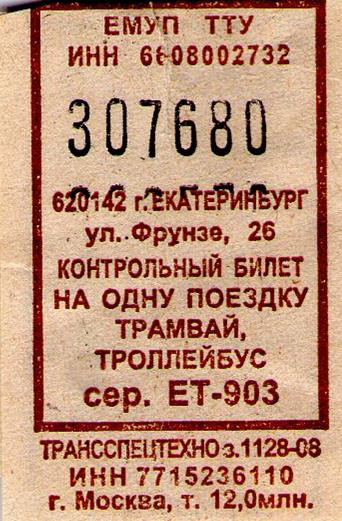 ЕМУП ТТУ
ИНН 6608002732
307680
620142 г.ЕКАТЕРИНБУРГ
ул. Фрунзе, 26
КОНТРОЛЬНЫЙ БИЛЕТ
НА ОДНУ ПОЕЗДКУ
ТРАМВАЙ,
ТРОЛЛЕЙБУС
сер. ЕТ-903
ТРАНССПЕЦТЕХНО з.1128-08
ИНН 7715236110
г. Москва, т. 12,0млн.